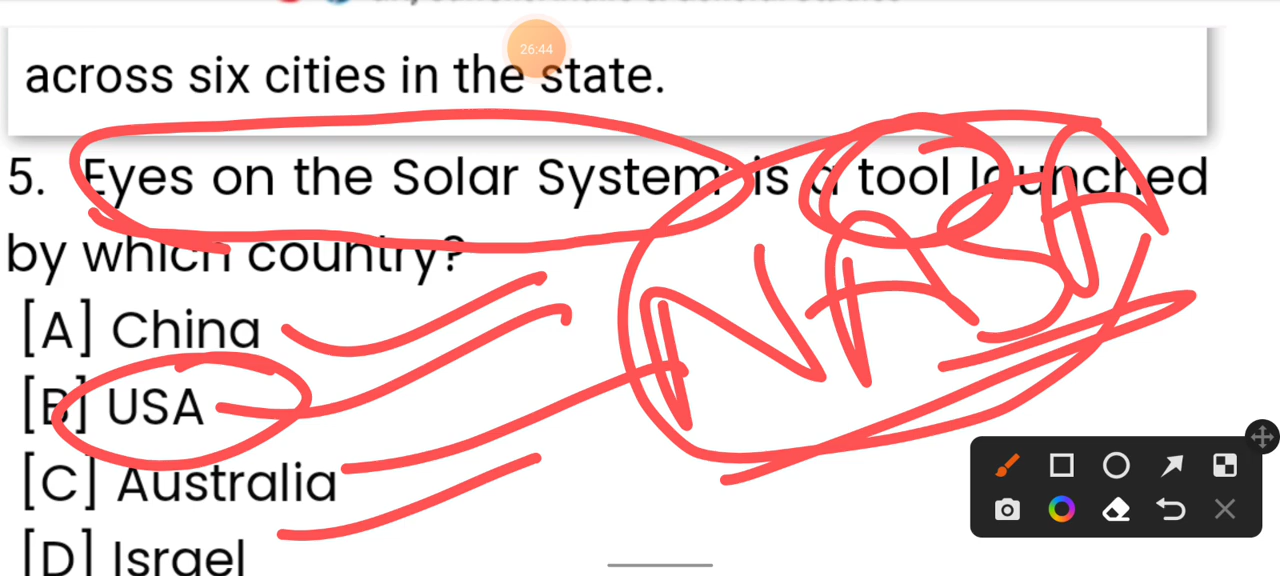 26:44
across six cities in the state.
5. Eyes on the Solar System' is a tool launched
by which country?
NASA
[A] China
[B] USA
[C] Australia
[D] Israel